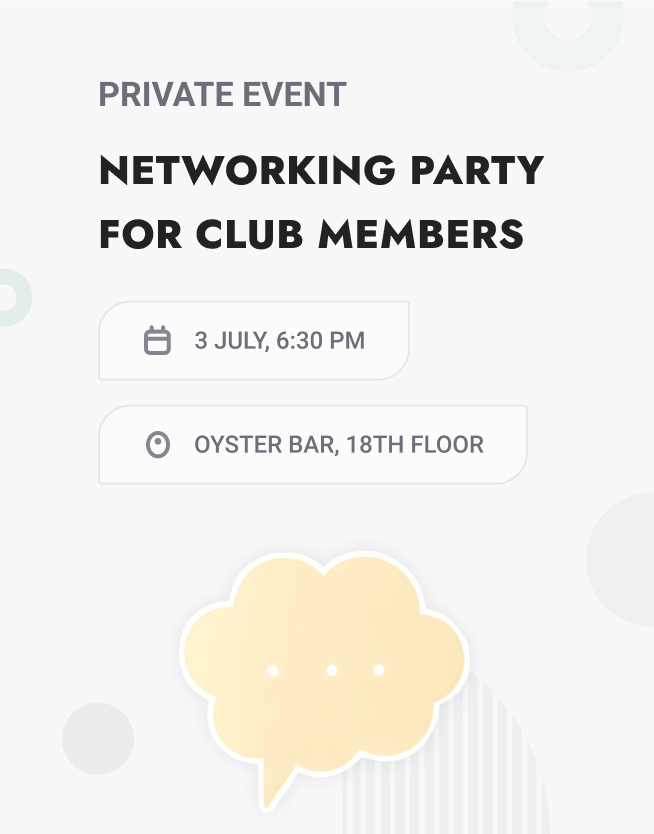 PRIVATE EVENT
NETWORKING PARTY
FOR CLUB MEMBERS
3 JULY, 6:30 PM
OYSTER BAR, 18TH FLOOR